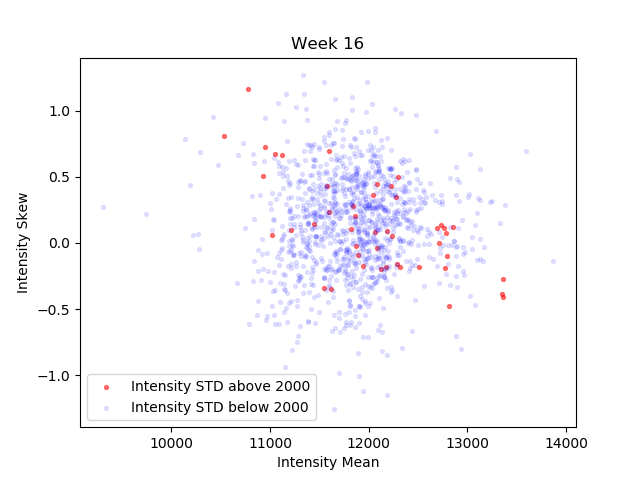 Week 16
1.0
0.5
0.0
−0.5
−1.0
Intensity Skew
Intensity STD above 2000
Intensity STD below 2000
10000 11000 12000 13000 14000
Intensity Mean